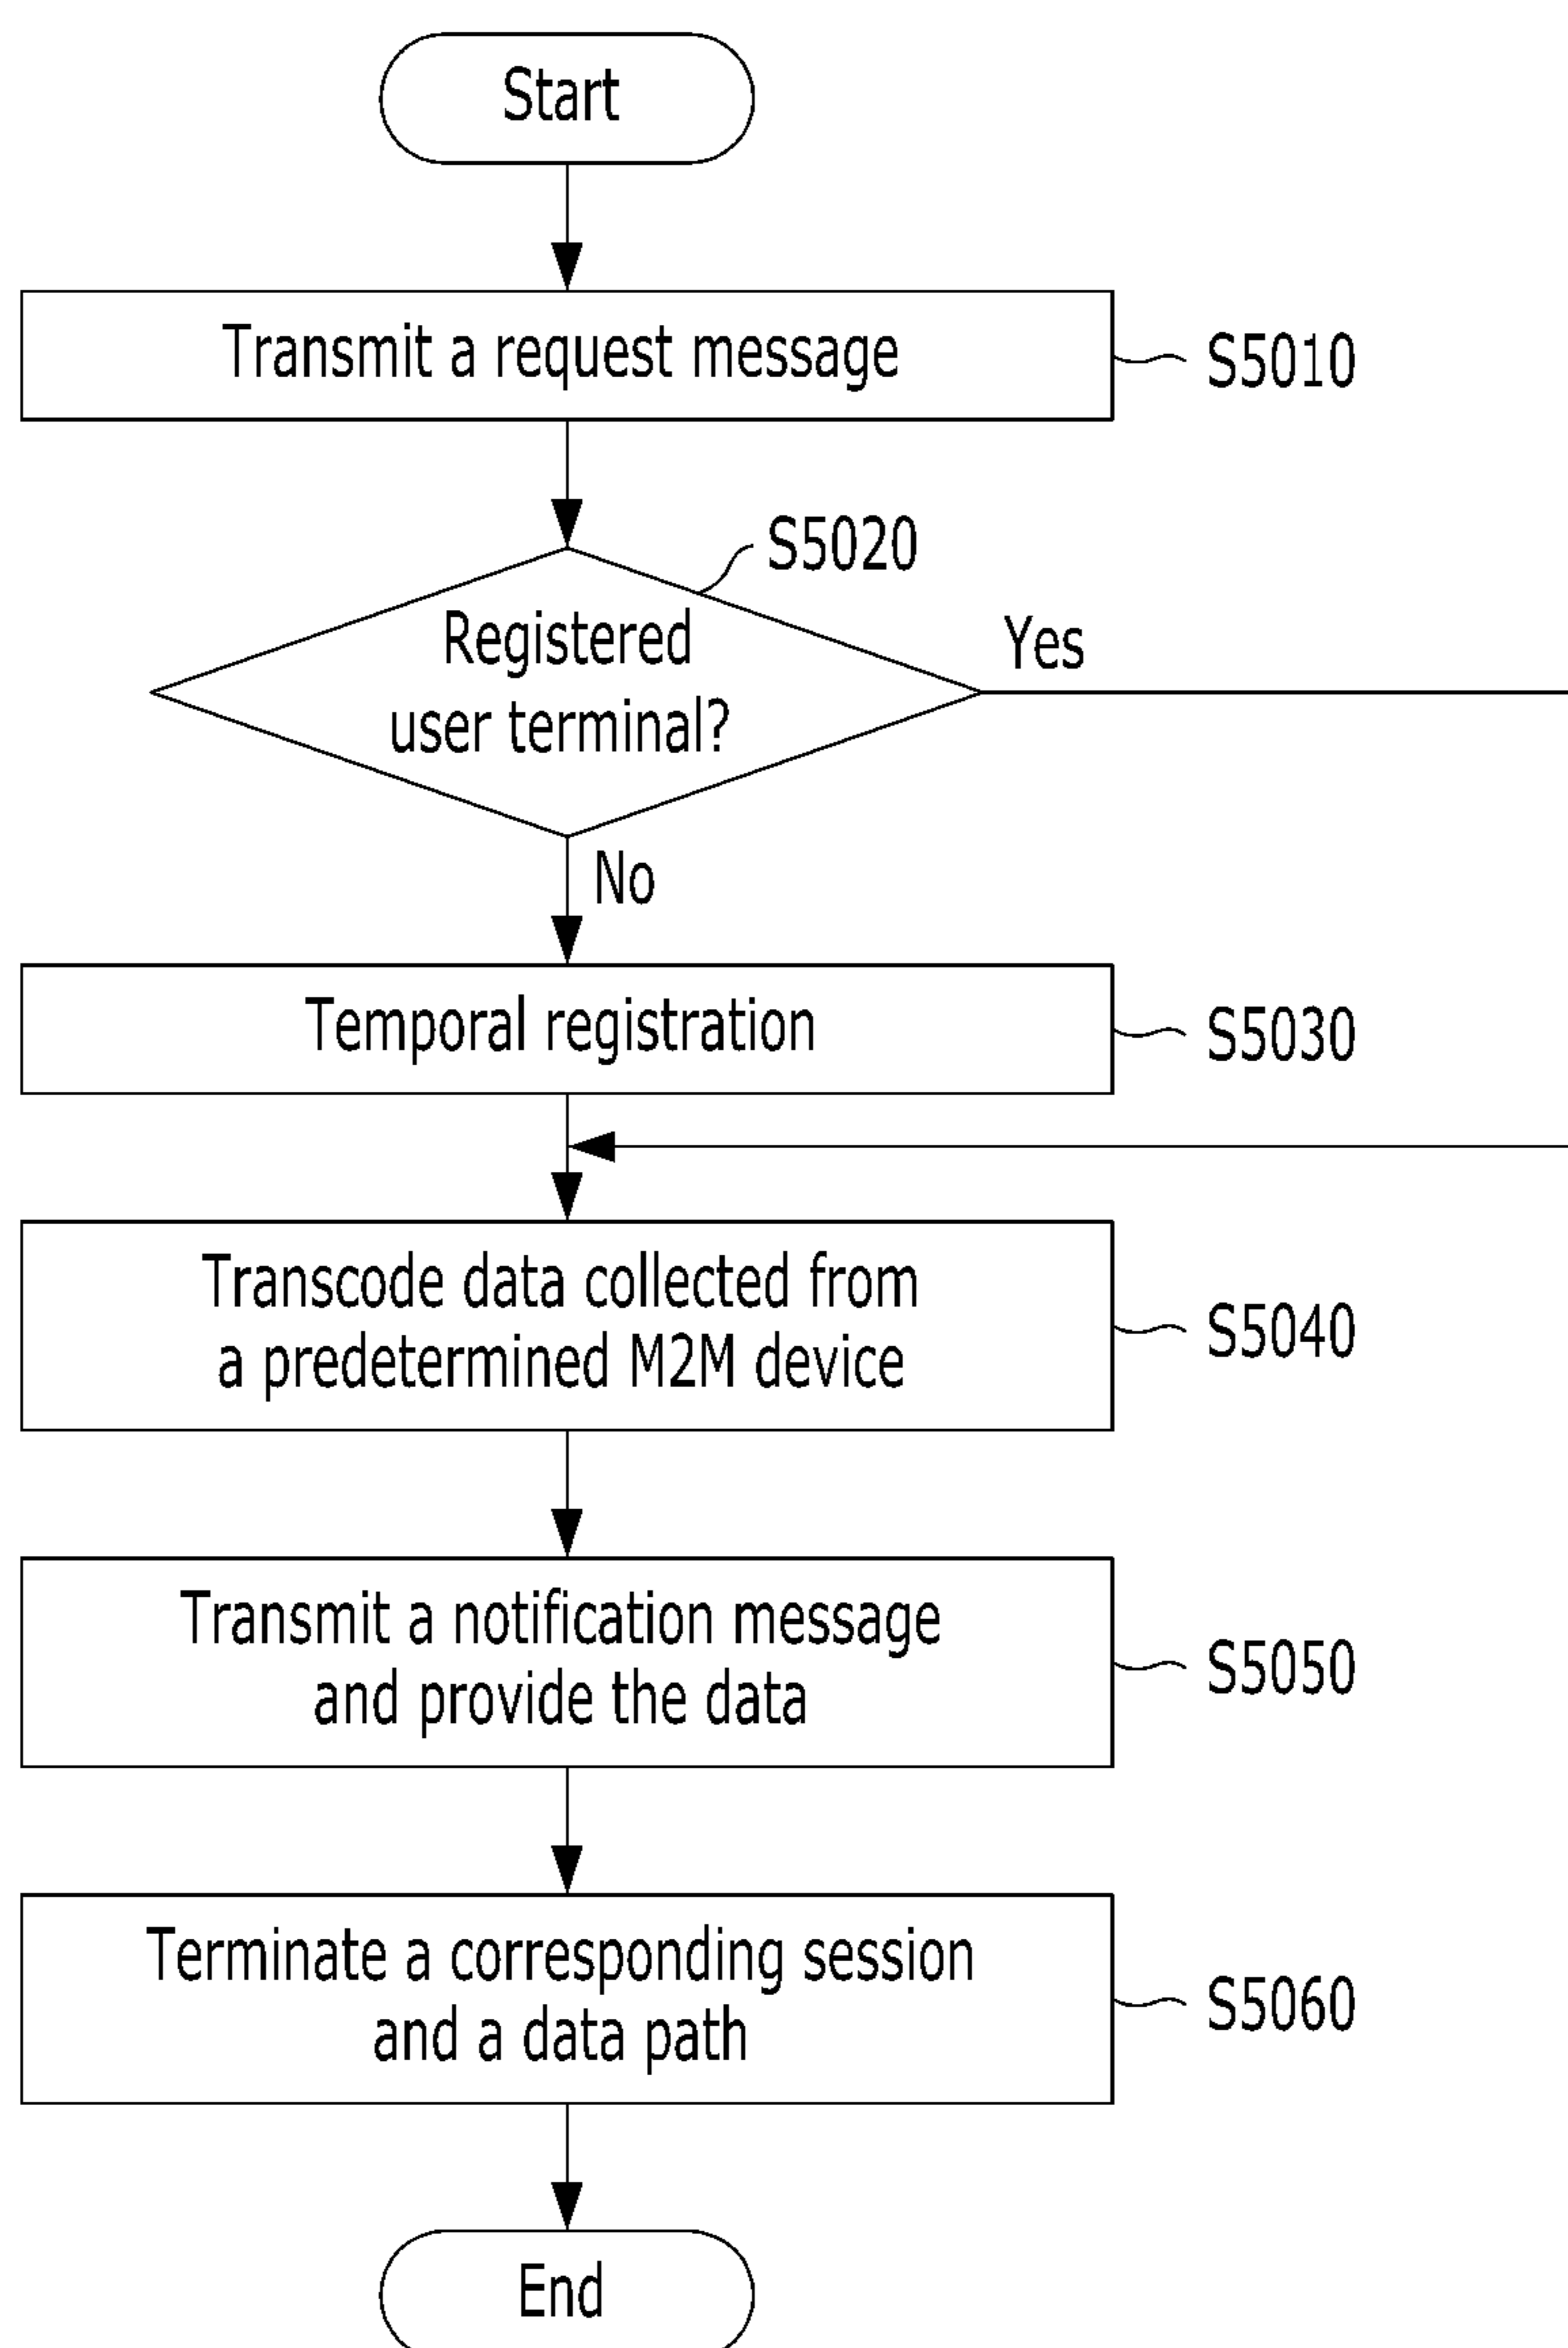 Start
Transmit a request message
S5010
S5020
Registered
user terminal?
Yes
No
Temporal registration
S5030
Transcode data collected from
a predetermined M2M device
S5040
Transmit a notification message
and provide the data
S5050
Terminate a corresponding session
and a data path
S5060
End